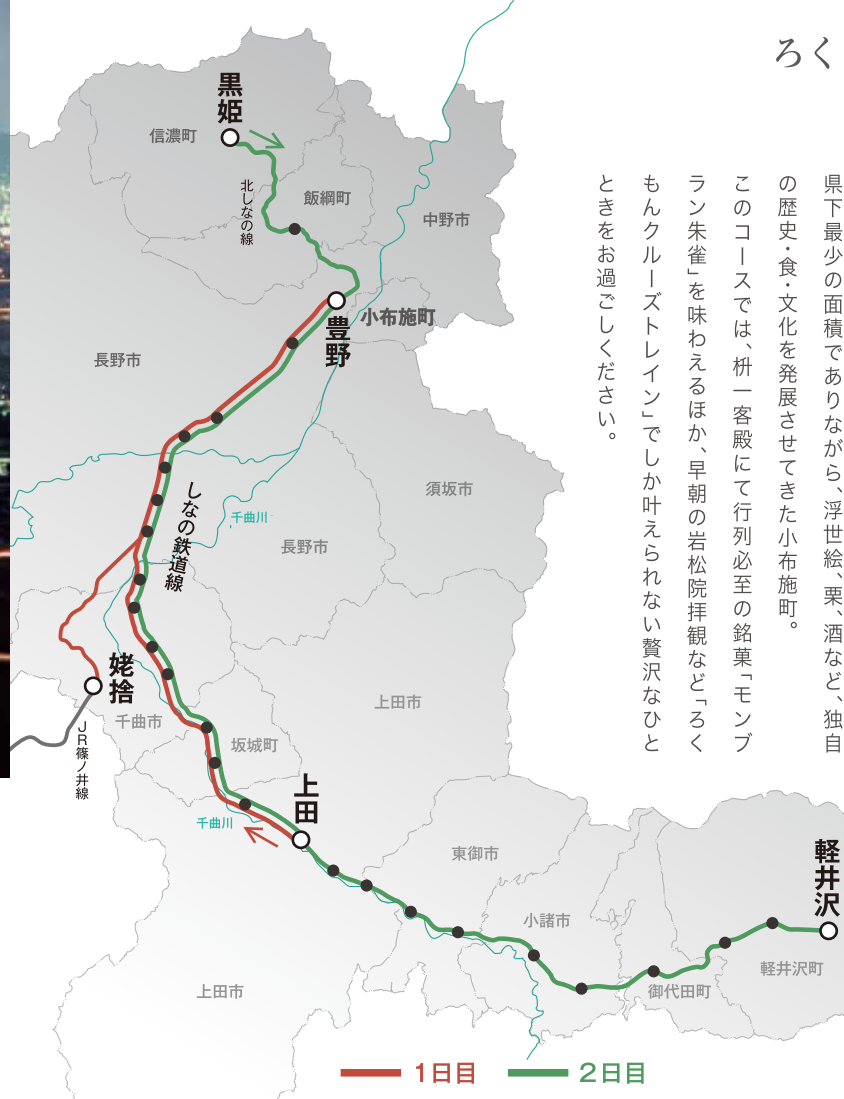 ろく
県下最少の面積でありながら、浮世絵、栗、酒など、独自
の歴史・食・文化を発展させてきた小布施町。
このコースでは、枡一客殿にて行列必至の銘菓「モンブ
ラン朱雀」を味わえるほか、早朝の岩松院拝観など「ろく
もんクルーズトレイン」でしか叶えられない贅沢なひと
ときをお過ごしください。
黒姫
信濃町
北しなの線
飯綱町
中野市
小布施町
豊野
長野市
須坂市
しなの鉄道線
千曲川
長野市
姨捨
千曲市
JR篠ノ井線
上田市
坂城町
上田
千曲川
東御市
小諸市
軽井沢
軽井沢町
御代田町
上田市
1日目
2日目